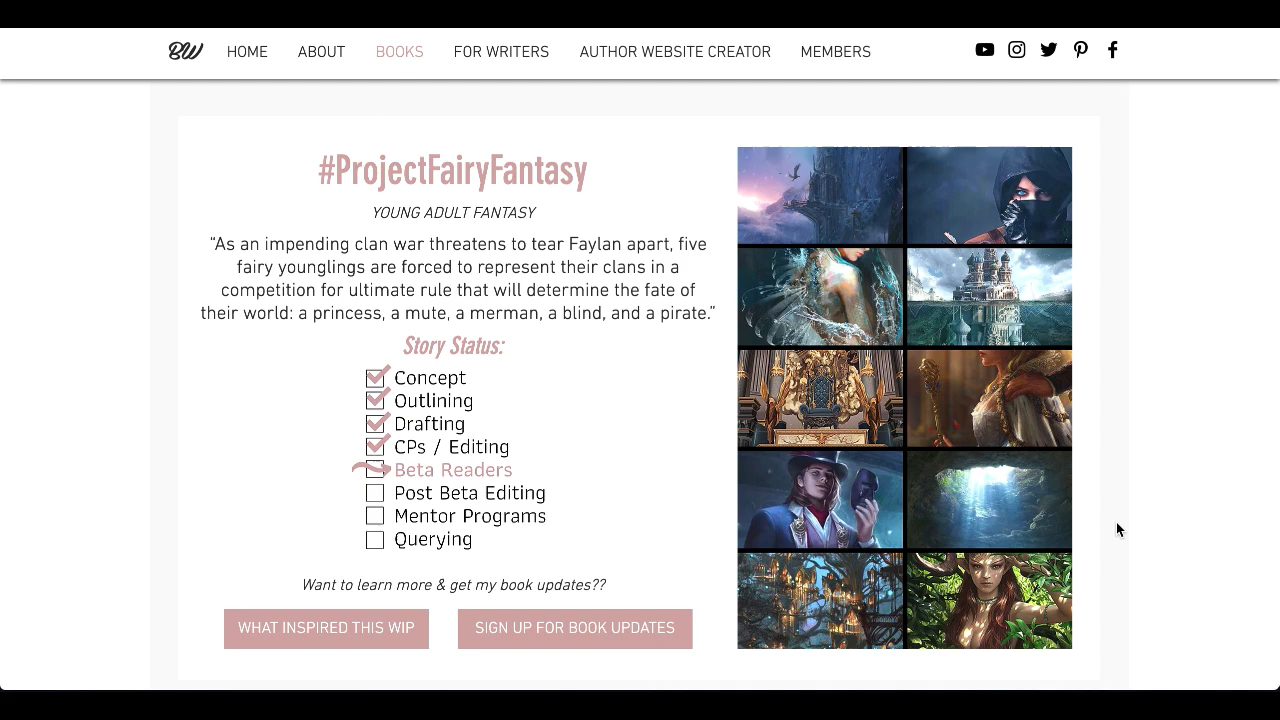 BW HOME ABOUT BOOKS FOR WRITERS AUTHOR WEBSITE CREATOR MEMBERS
#ProjectFairyFantasy
YOUNG ADULT FANTASY
“As an impending clan war threatens to tear Faylan apart, five
fairy younglings are forced to represent their clans in a
competition for ultimate rule that will determine the fate of
their world: a princess, a mute, a merman, a blind, and a pirate.”
Story Status:
Concept
Outlining
Drafting
CPs / Editing
Beta Readers
Post Beta Editing
Mentor Programs
Querying
Want to learn more & get my book updates??
WHAT INSPIRED THIS WIP SIGN UP FOR BOOK UPDATES